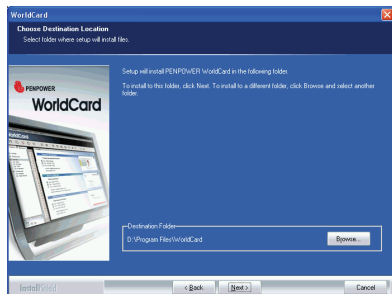 WorldCard
Choose Destination Location
Select folder where setup will install files.
PENPOWER
WorldCard
Setup will install PENPOWER WorldCard in the following folder.
To install to this folder, click Next. To install to a different folder, click Browse and select another
folder.
Destination Folder
D:\Program Files\WorldCard
Browse...
InstallShield
< Back
Next >
Cancel